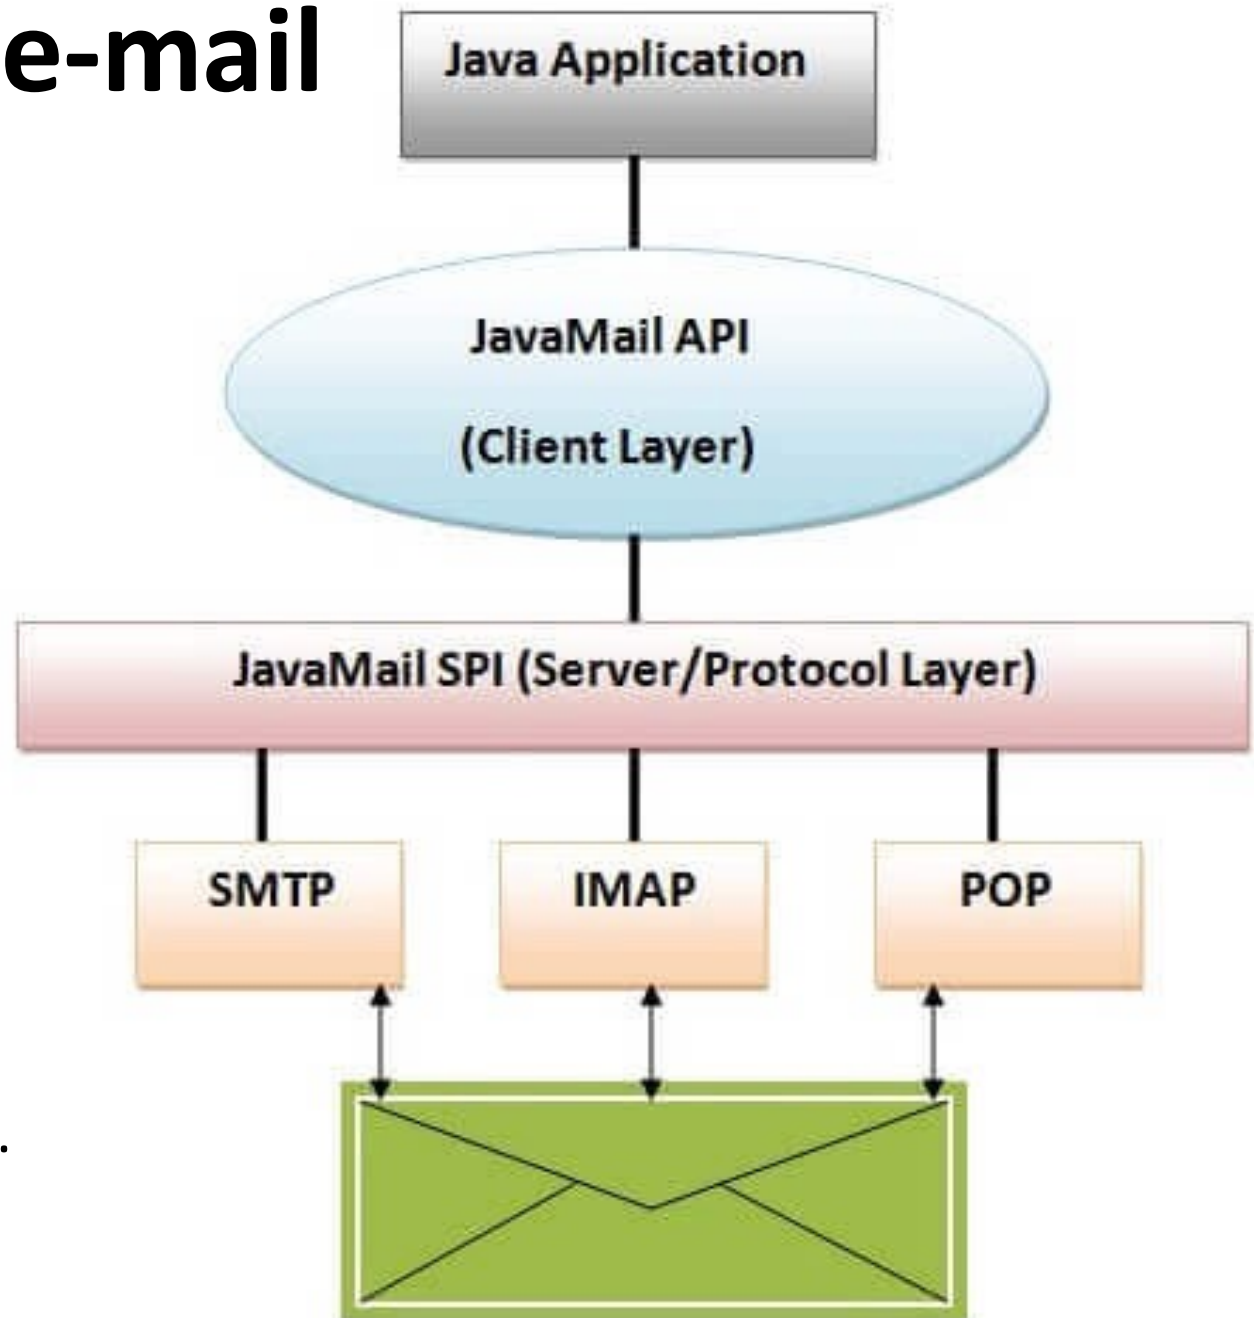 e-mail
Java Application
JavaMail API
(Client Layer)
JavaMail SPI (Server/Protocol Layer)
SMTP
IMAP
POP
.